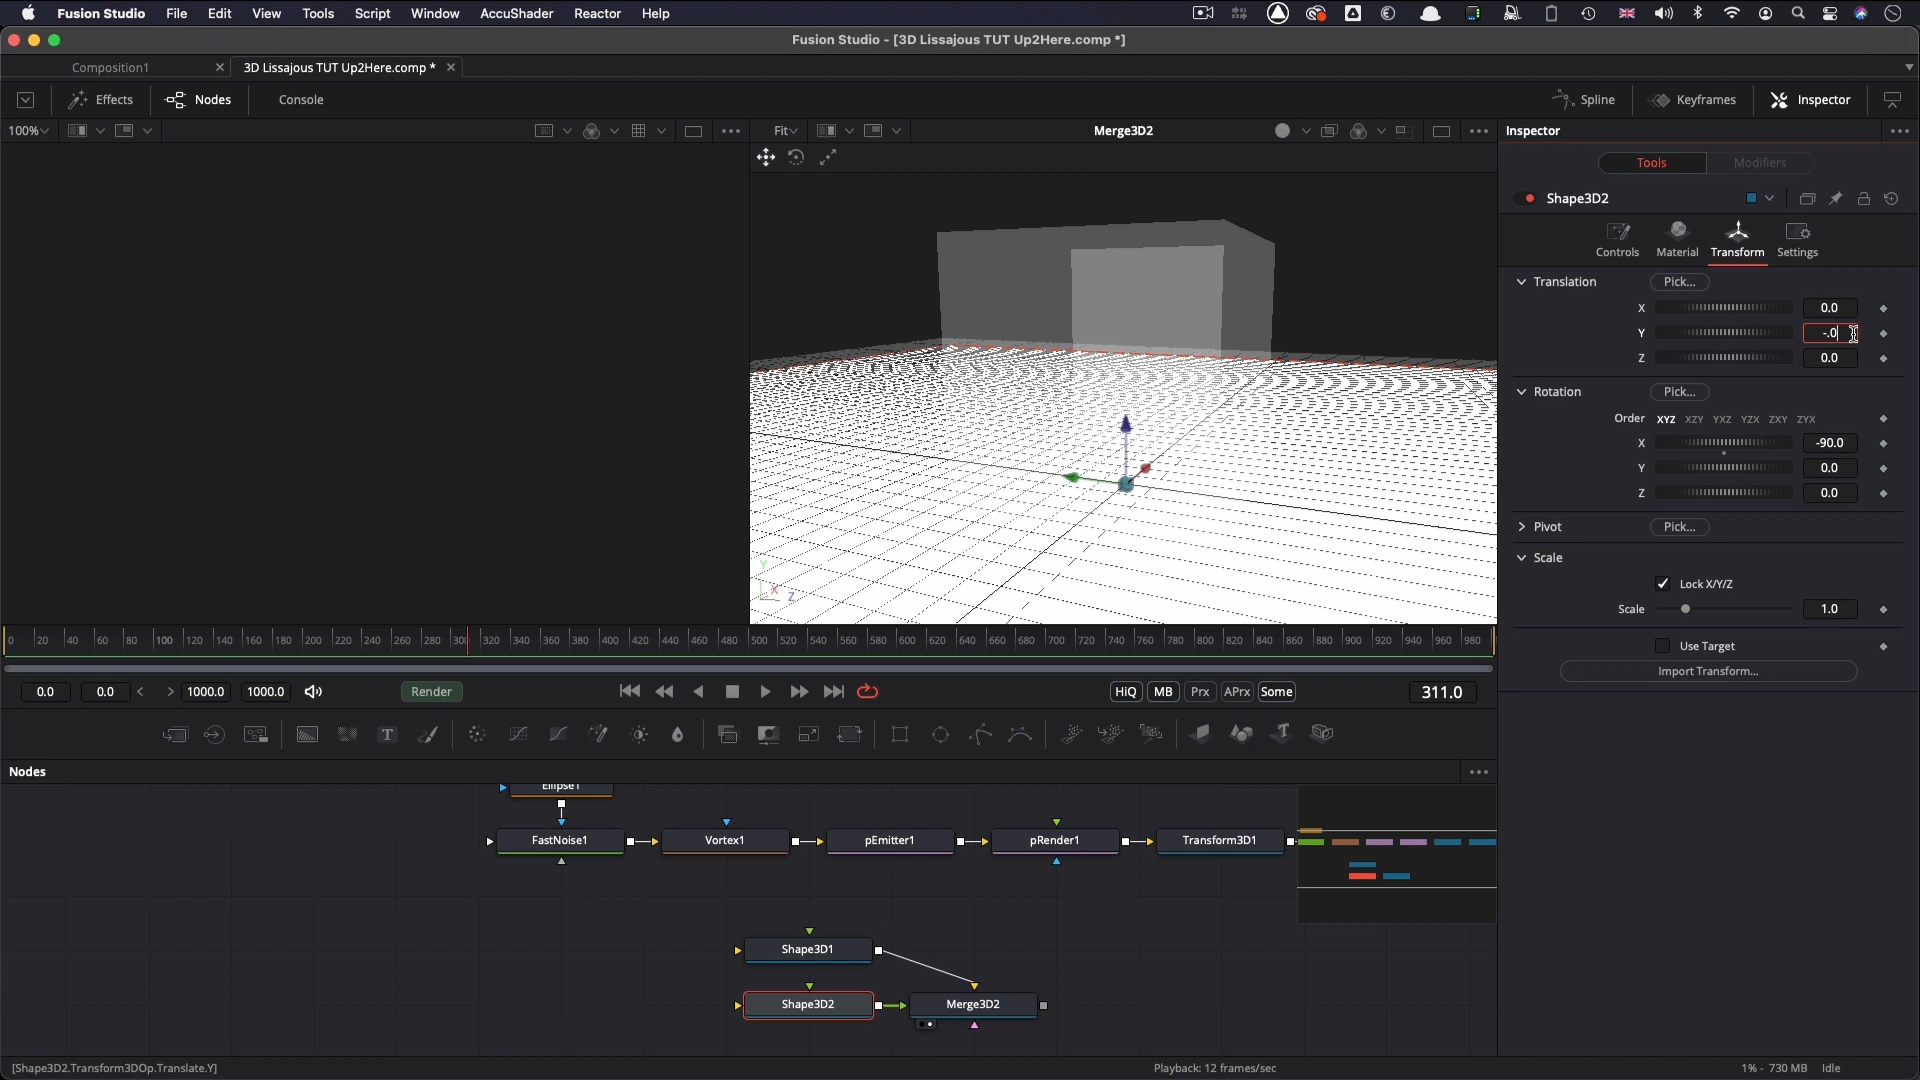 Fusion Studio File Edit View Tools Script Window AccuShader Reactor Help
Fusion Studio - [3D Lissajous TUT Up2Here.comp *]
Composition1 3D Lissajous TUT Up2Here.comp *
Effects Nodes Console Spline Keyframes Inspector
100% Fit Merge3D2 Inspector
Tools Modifiers
Shape3D2
Controls Material Transform Settings
Translation Pick...
X 0.0
Y -.0
Z 0.0
Rotation Pick...
Order XYZ XZY YXZ YZX ZXY ZYX
X -90.0
Y 0.0
Z 0.0
Pivot Pick...
Scale
Lock X/Y/Z
Scale 1.0
Use Target
Import Transform...
Y
X
Z
0 20 40 60 80 100 120 140 160 180 200 220 240 260 280 300 320 340 360 380 400 420 440 460 480 500 520 540 560 580 600 620 640 660 680 700 720 740 760 780 800 820 840 860 880 900 920 940 960 980
0.0 0.0 1000.0 1000.0 Render HiQ MB Prx APrx Some 311.0
Nodes
Ellipse1
FastNoise1 Vortex1 pEmitter1 pRender1 Transform3D1
Shape3D1
Shape3D2 Merge3D2
[Shape3D2.Transform3DOp.Translate.Y] Playback: 12 frames/sec 1% - 730 MB Idle